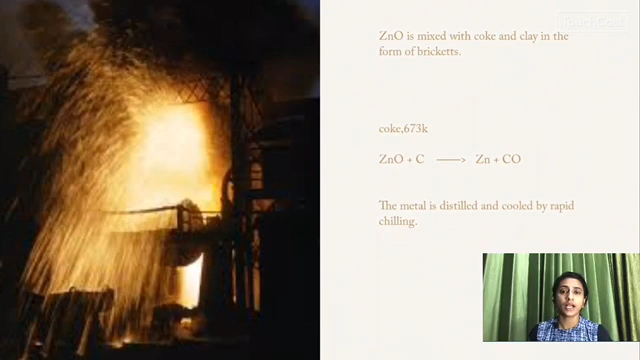 ZnO is mixed with coke and clay in the
form of bricketts.
coke,673k
ZnO + C ——> Zn + CO
The metal is distilled and cooled by rapid
chilling.